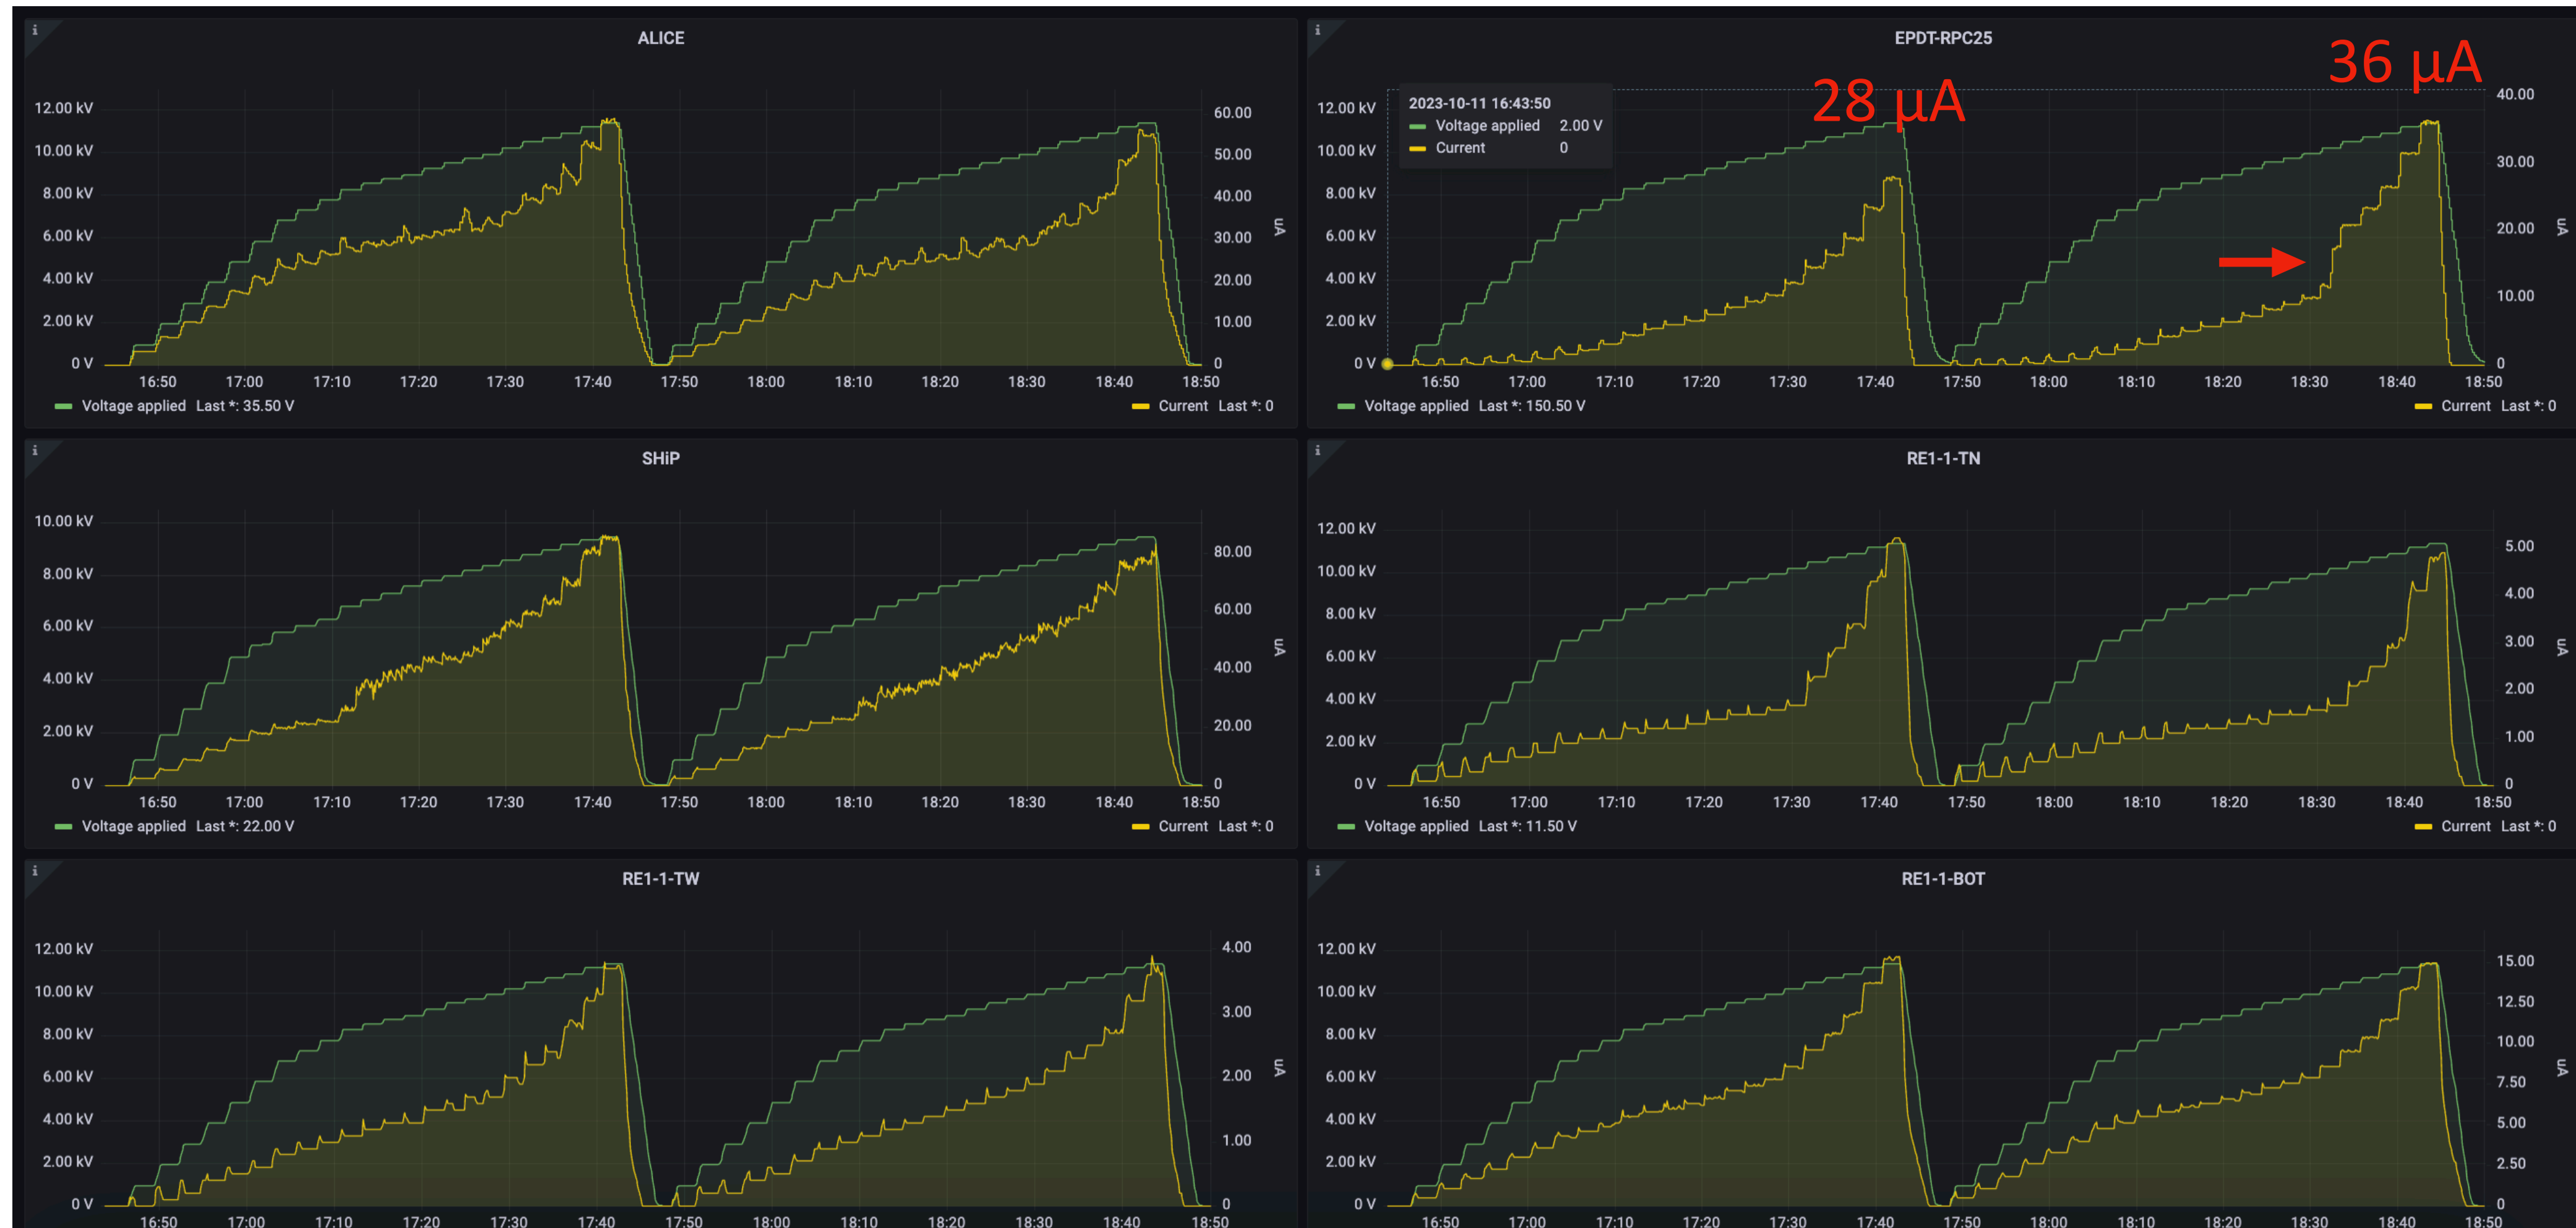 ALICE
12.00 kV
10.00 kV
8.00 kV
6.00 kV
4.00 kV
2.00 kV
0 V
60.00
50.00
40.00
30.00
20.00
10.00
0
uA
16:50 17:00 17:10 17:20 17:30 17:40 17:50 18:00 18:10 18:20 18:30 18:40 18:50
Voltage applied Last *: 35.50 V
Current Last *: 0
EPDT-RPC25
28 µA
36 µA
2023-10-11 16:43:50
Voltage applied 2.00 V
Current 0
12.00 kV
10.00 kV
8.00 kV
6.00 kV
4.00 kV
2.00 kV
0 V
40.00
30.00
20.00
10.00
0
uA
16:50 17:00 17:10 17:20 17:30 17:40 17:50 18:00 18:10 18:20 18:30 18:40 18:50
Voltage applied Last *: 150.50 V
Current Last *: 0
SHiP
10.00 kV
8.00 kV
6.00 kV
4.00 kV
2.00 kV
0 V
80.00
60.00
40.00
20.00
0
uA
16:50 17:00 17:10 17:20 17:30 17:40 17:50 18:00 18:10 18:20 18:30 18:40 18:50
Voltage applied Last *: 22.00 V
Current Last *: 0
RE1-1-TN
12.00 kV
10.00 kV
8.00 kV
6.00 kV
4.00 kV
2.00 kV
0 V
5.00
4.00
3.00
2.00
1.00
0
uA
16:50 17:00 17:10 17:20 17:30 17:40 17:50 18:00 18:10 18:20 18:30 18:40 18:50
Voltage applied Last *: 11.50 V
Current Last *: 0
RE1-1-TW
12.00 kV
10.00 kV
8.00 kV
6.00 kV
4.00 kV
2.00 kV
0 V
4.00
3.00
2.00
1.00
0
uA
16:50 17:00 17:10 17:20 17:30 17:40 17:50 18:00 18:10 18:20 18:30 18:40 18:50
RE1-1-BOT
12.00 kV
10.00 kV
8.00 kV
6.00 kV
4.00 kV
2.00 kV
0 V
15.00
12.50
10.00
7.50
5.00
2.50
0
uA
16:50 17:00 17:10 17:20 17:30 17:40 17:50 18:00 18:10 18:20 18:30 18:40 18:50